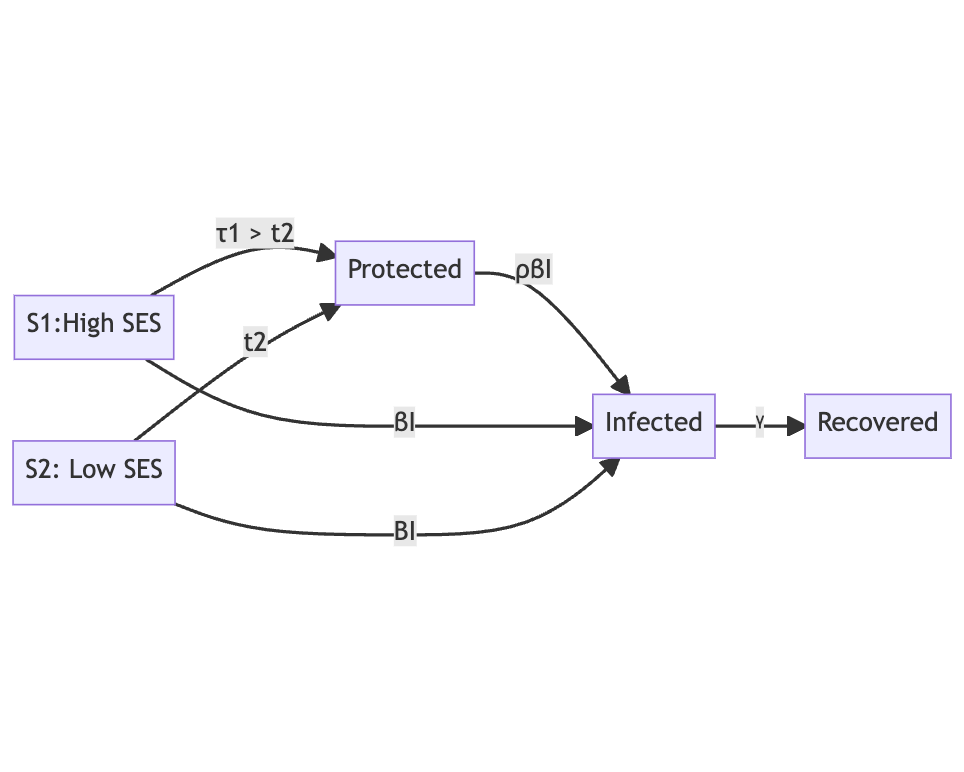 τ1 > t2
Protected
ρβI
S1:High SES
t2
βI
Infected
γ
Recovered
S2: Low SES
BI